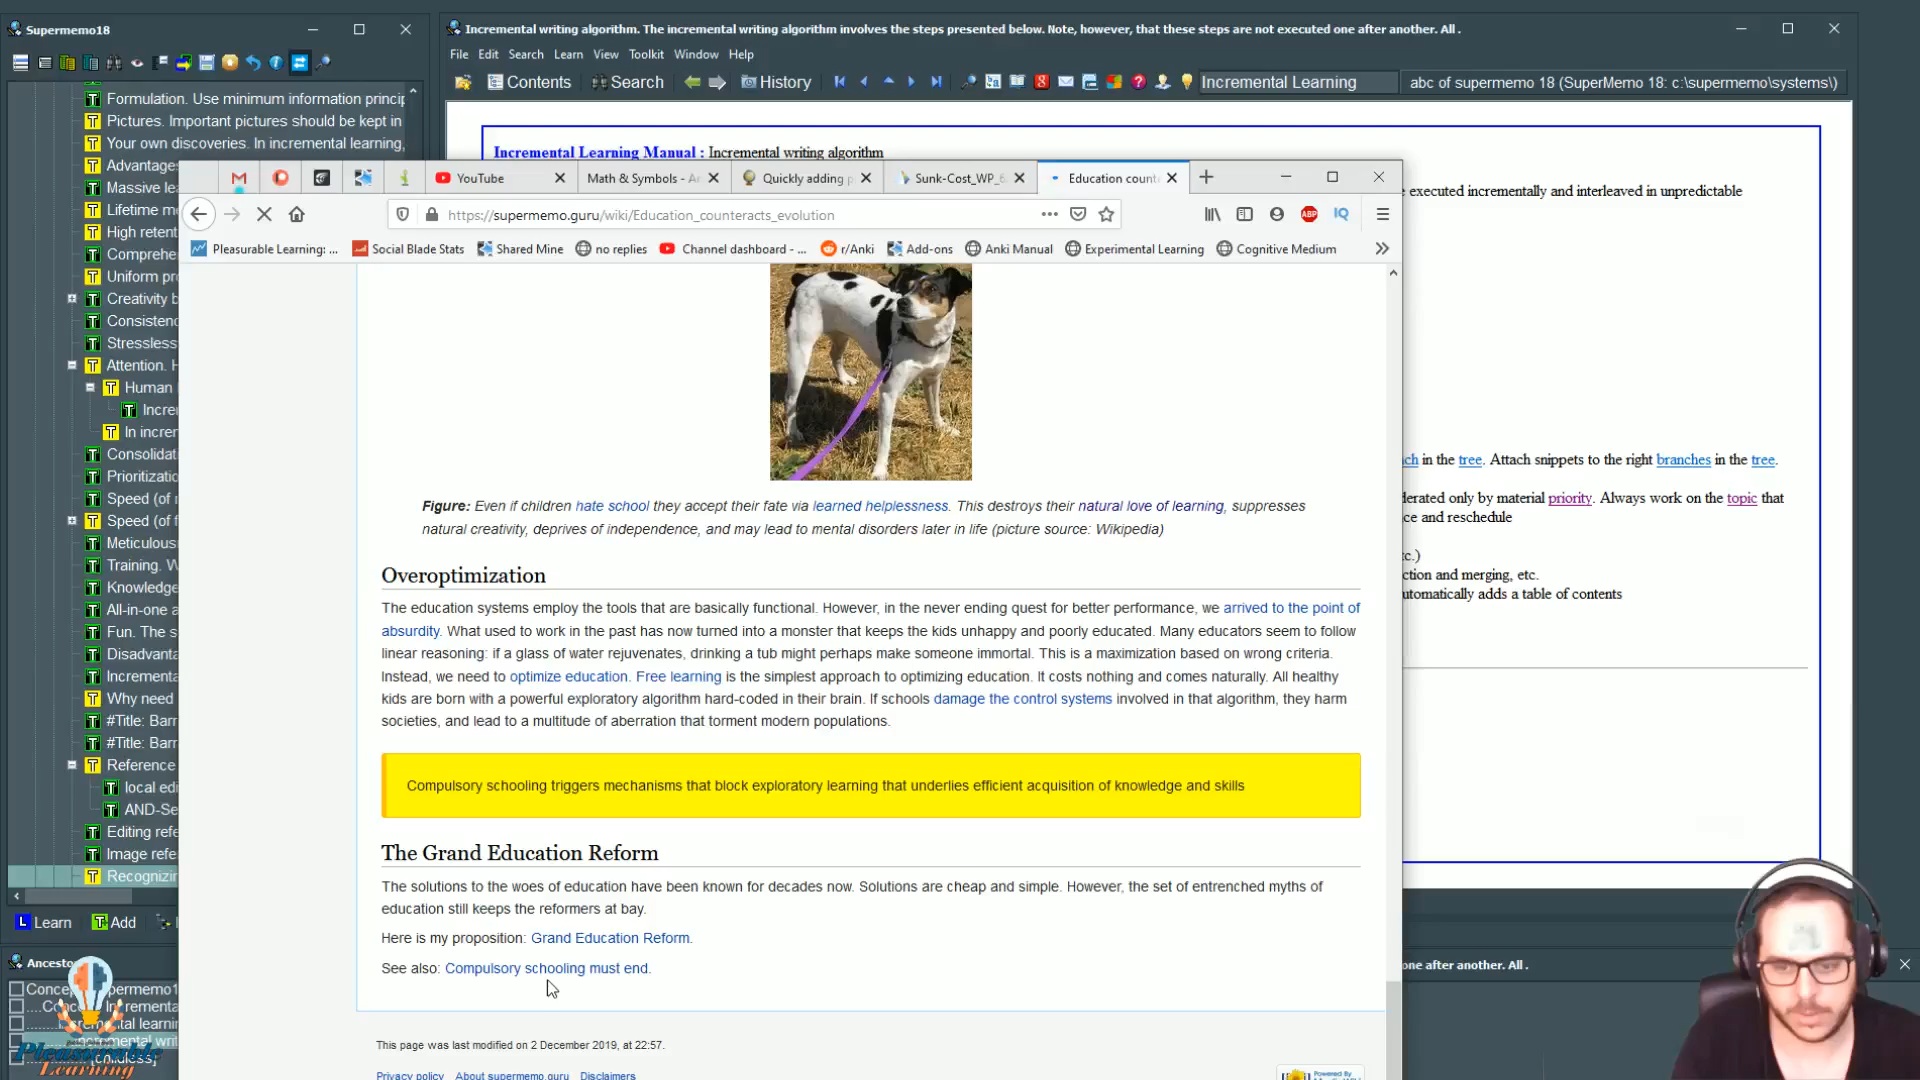 Supermemo18
Incremental writing algorithm. The incremental writing algorithm involves the steps presented below. Note, however, that these steps are not executed one after another. All .
File Edit Search Learn View Toolkit Window Help
Contents Search History Incremental Learning abc of supermemo 18 (SuperMemo 18: c:\supermemo\systems\)
Formulation. Use minimum information princip
Pictures. Important pictures should be kept in
Your own discoveries. In incremental learning,
Advantages
Massive le
Lifetime m
High retent
Comprehe
Uniform pr
Creativity b
Consistenc
Stressless
Attention. H
Human
Incre
In increr
Consolidati
Prioritizatio
Speed (of r
Speed (of f
Meticulous
Training. W
Knowledge
All-in-one a
Fun. The s
Disadvanta
Incrementa
Why need
#Title: Barr
#Title: Barr
Reference
local edi
AND-Se
Editing refe
Image refe
Recognizin
Learn Add
Incremental Learning Manual : Incremental writing algorithm
YouTube Math & Symbols - A Quickly adding p Sunk-Cost_WP_ Education count
https://supermemo.guru/wiki/Education_counteracts_evolution
Pleasurable Learning: ... Social Blade Stats Shared Mine no replies Channel dashboard - ... r/Anki Add-ons Anki Manual Experimental Learning Cognitive Medium
Figure: Even if children hate school they accept their fate via learned helplessness. This destroys their natural love of learning, suppresses
natural creativity, deprives of independence, and may lead to mental disorders later in life (picture source: Wikipedia)
Overoptimization
The education systems employ the tools that are basically functional. However, in the never ending quest for better performance, we arrived to the point of
absurdity. What used to work in the past has now turned into a monster that keeps the kids unhappy and poorly educated. Many educators seem to follow
linear reasoning: if a glass of water rejuvenates, drinking a tub might perhaps make someone immortal. This is a maximization based on wrong criteria.
Instead, we need to optimize education. Free learning is the simplest approach to optimizing education. It costs nothing and comes naturally. All healthy
kids are born with a powerful exploratory algorithm hard-coded in their brain. If schools damage the control systems involved in that algorithm, they harm
societies, and lead to a multitude of aberration that torment modern populations.
Compulsory schooling triggers mechanisms that block exploratory learning that underlies efficient acquisition of knowledge and skills
The Grand Education Reform
The solutions to the woes of education have been known for decades now. Solutions are cheap and simple. However, the set of entrenched myths of
education still keeps the reformers at bay.
Here is my proposition: Grand Education Reform.
See also: Compulsory schooling must end.
This page was last modified on 2 December 2019, at 22:57.
Privacy policy About supermemo.guru Disclaimers
Powered By
executed incrementally and interleaved in unpredictable
ch in the tree. Attach snippets to the right branches in the tree.
derated only by material priority. Always work on the topic that
ce and reschedule
tc.)
ction and merging, etc.
utomatically adds a table of contents
one after another. All .
Ancesto
Conce permemo1
Co Incrementa
ntal learnin
ncremental wri
[childless]
Pleasurable
Learning